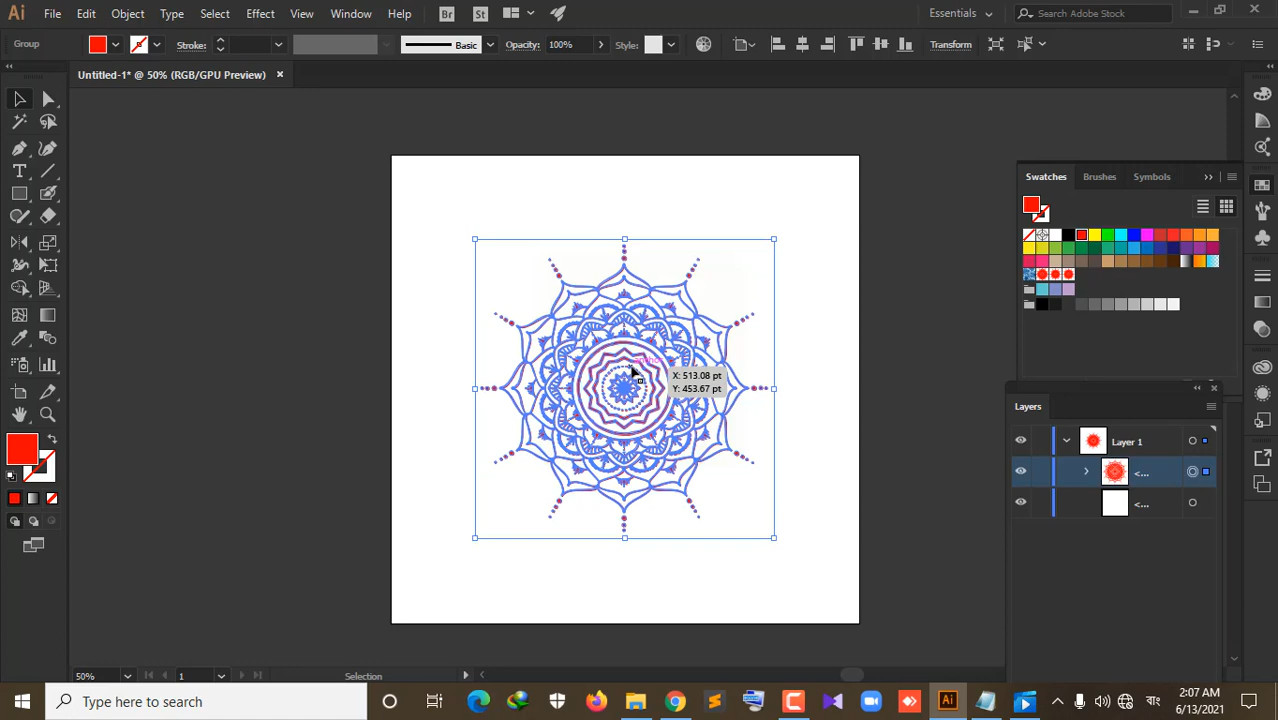 Ai File Edit Object Type Select Effect View Window Help Br St Essentials Search Adobe Stock
Group Stroke: Basic Opacity: 100% Style: Transform
Untitled-1* @ 50% (RGB/GPU Preview)
Swatches Brushes Symbols
X: 513.08 pt
Y: 453.67 pt
Layers
Layer 1
<...
<...
50% 1 Selection
Type here to search
Ai
বাং
2:07 AM
6/13/2021